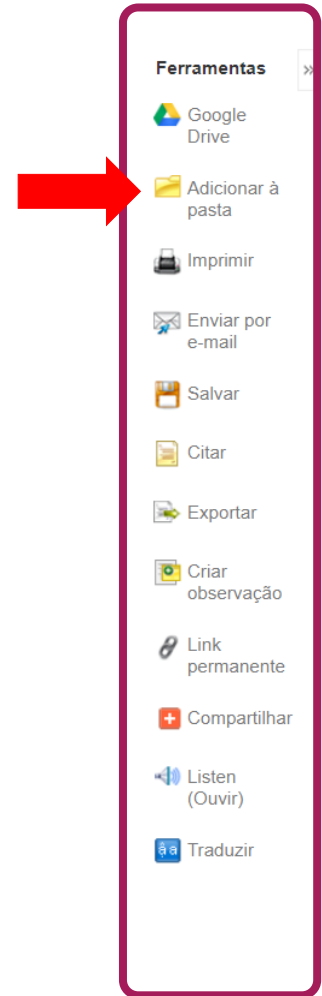 Ferramentas »
Google
Drive
Adicionar à
pasta
Imprimir
Enviar por
e-mail
Salvar
Citar
Exportar
Criar
observação
Link
permanente
Compartilhar
Listen
(Ouvir)
Traduzir